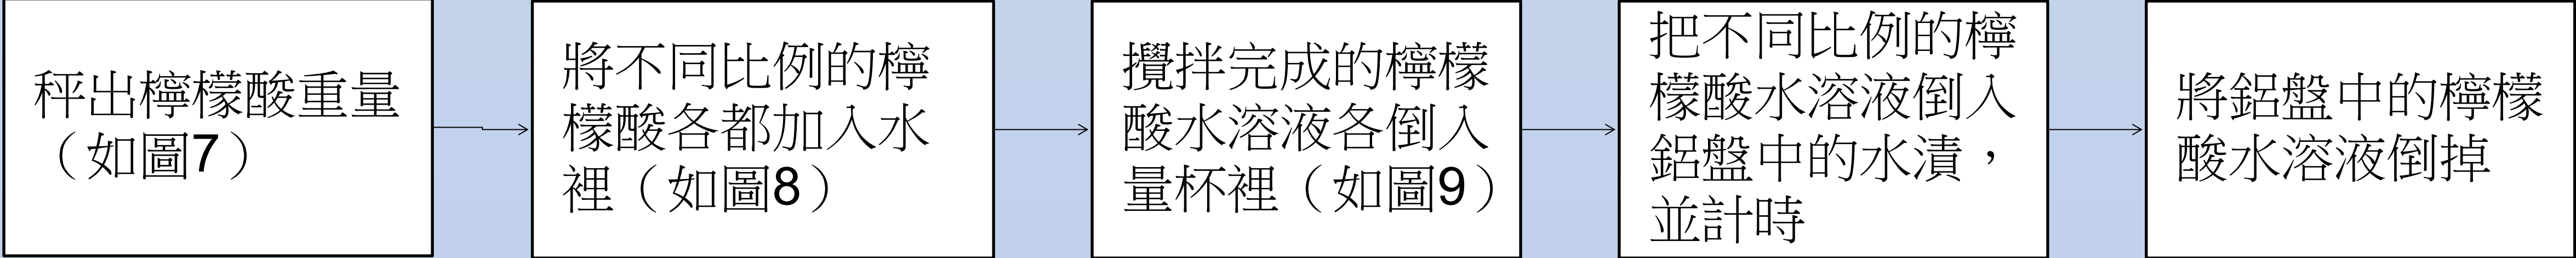 秤出檸檬酸重量
（如圖7）
將不同比例的檸
檬酸各都加入水
裡（如圖8）
攪拌完成的檸檬
酸水溶液各倒入
量杯裡（如圖9）
把不同比例的檸
檬酸水溶液倒入
鋁盤中的水漬，
並計時
將鋁盤中的檸檬
酸水溶液倒掉